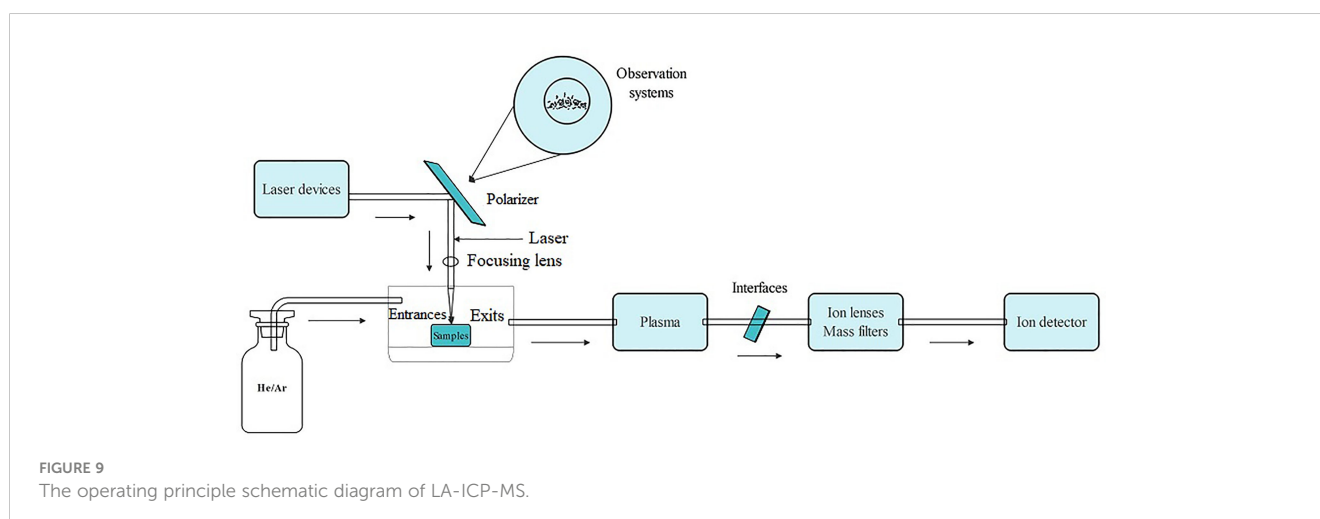 Observation
systems
Laser devices
Polarizer
Laser
Focusing lens
Interfaces
Entrances
Exits
Samples
Plasma
Ion lenses
Mass filters
Ion detector
He/Ar
FIGURE 9
The operating principle schematic diagram of LA-ICP-MS.